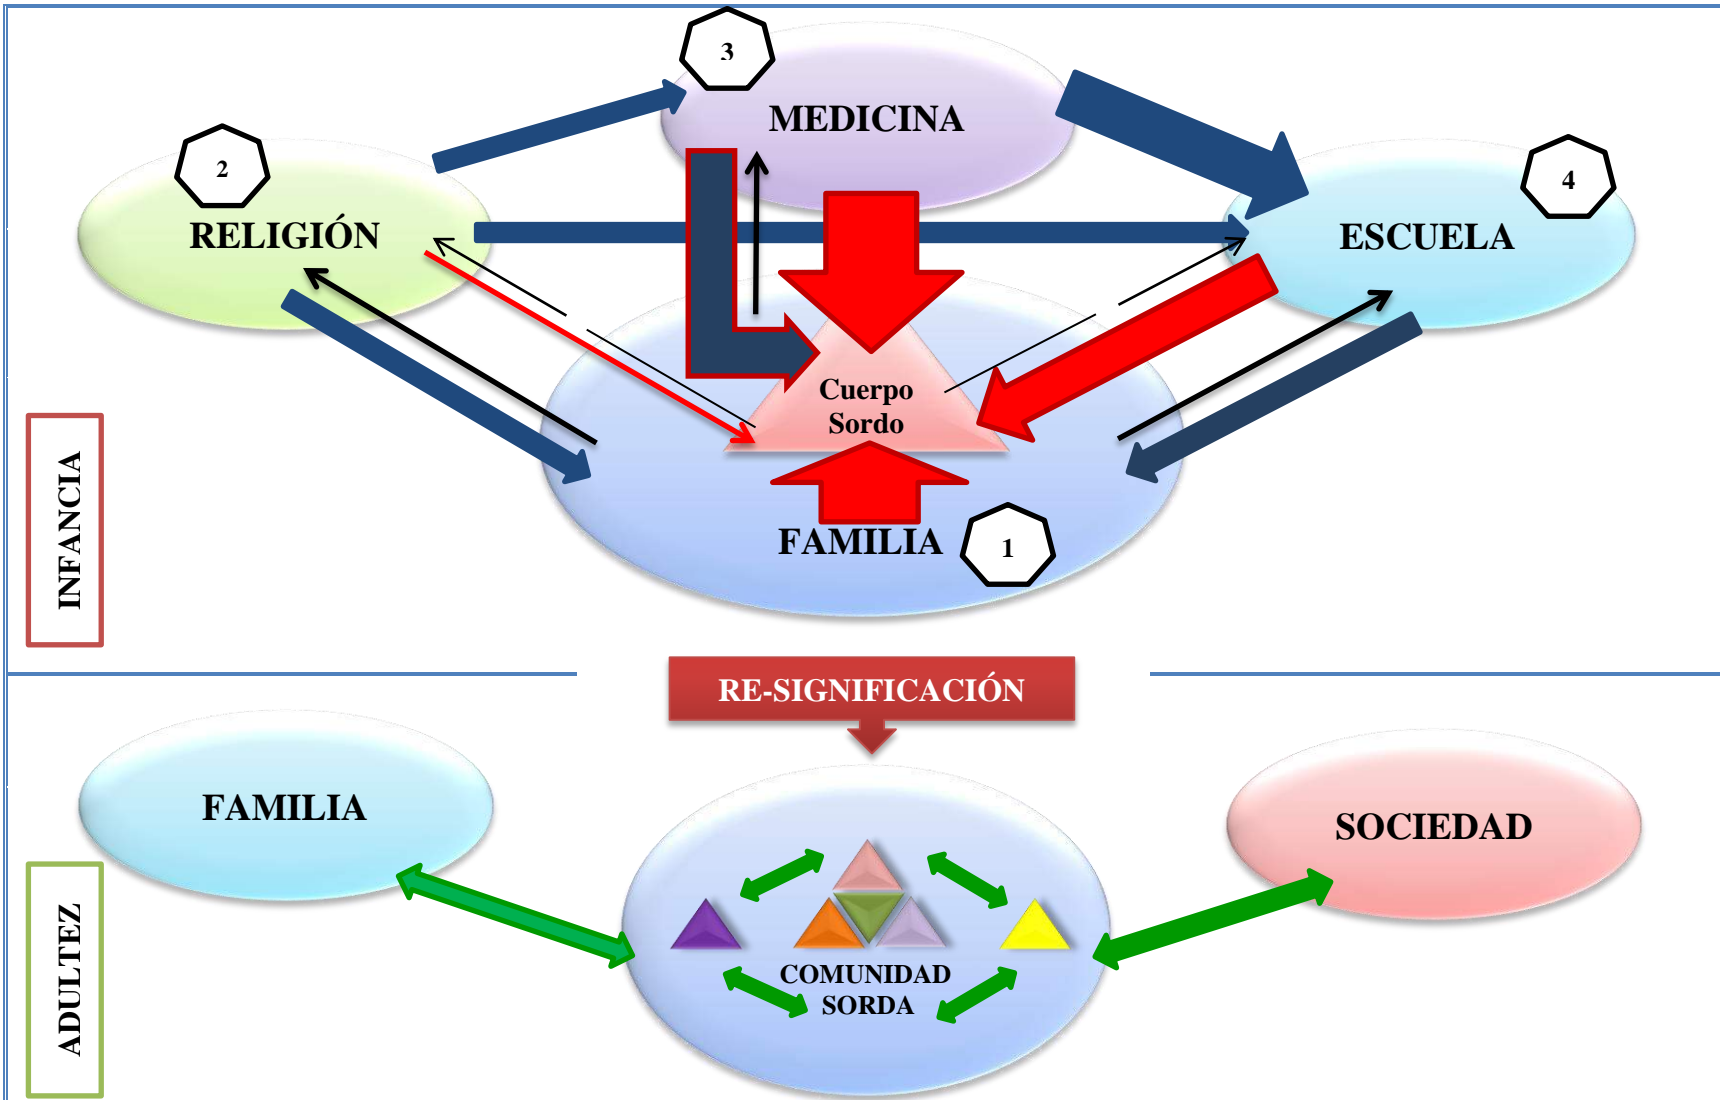 3
MEDICINA
2
RELIGIÓN
4
ESCUELA
Cuerpo
Sordo
FAMILIA
1
INFANCIA
RE-SIGNIFICACIÓN
FAMILIA
SOCIEDAD
COMUNIDAD
SORDA
ADULTEZ